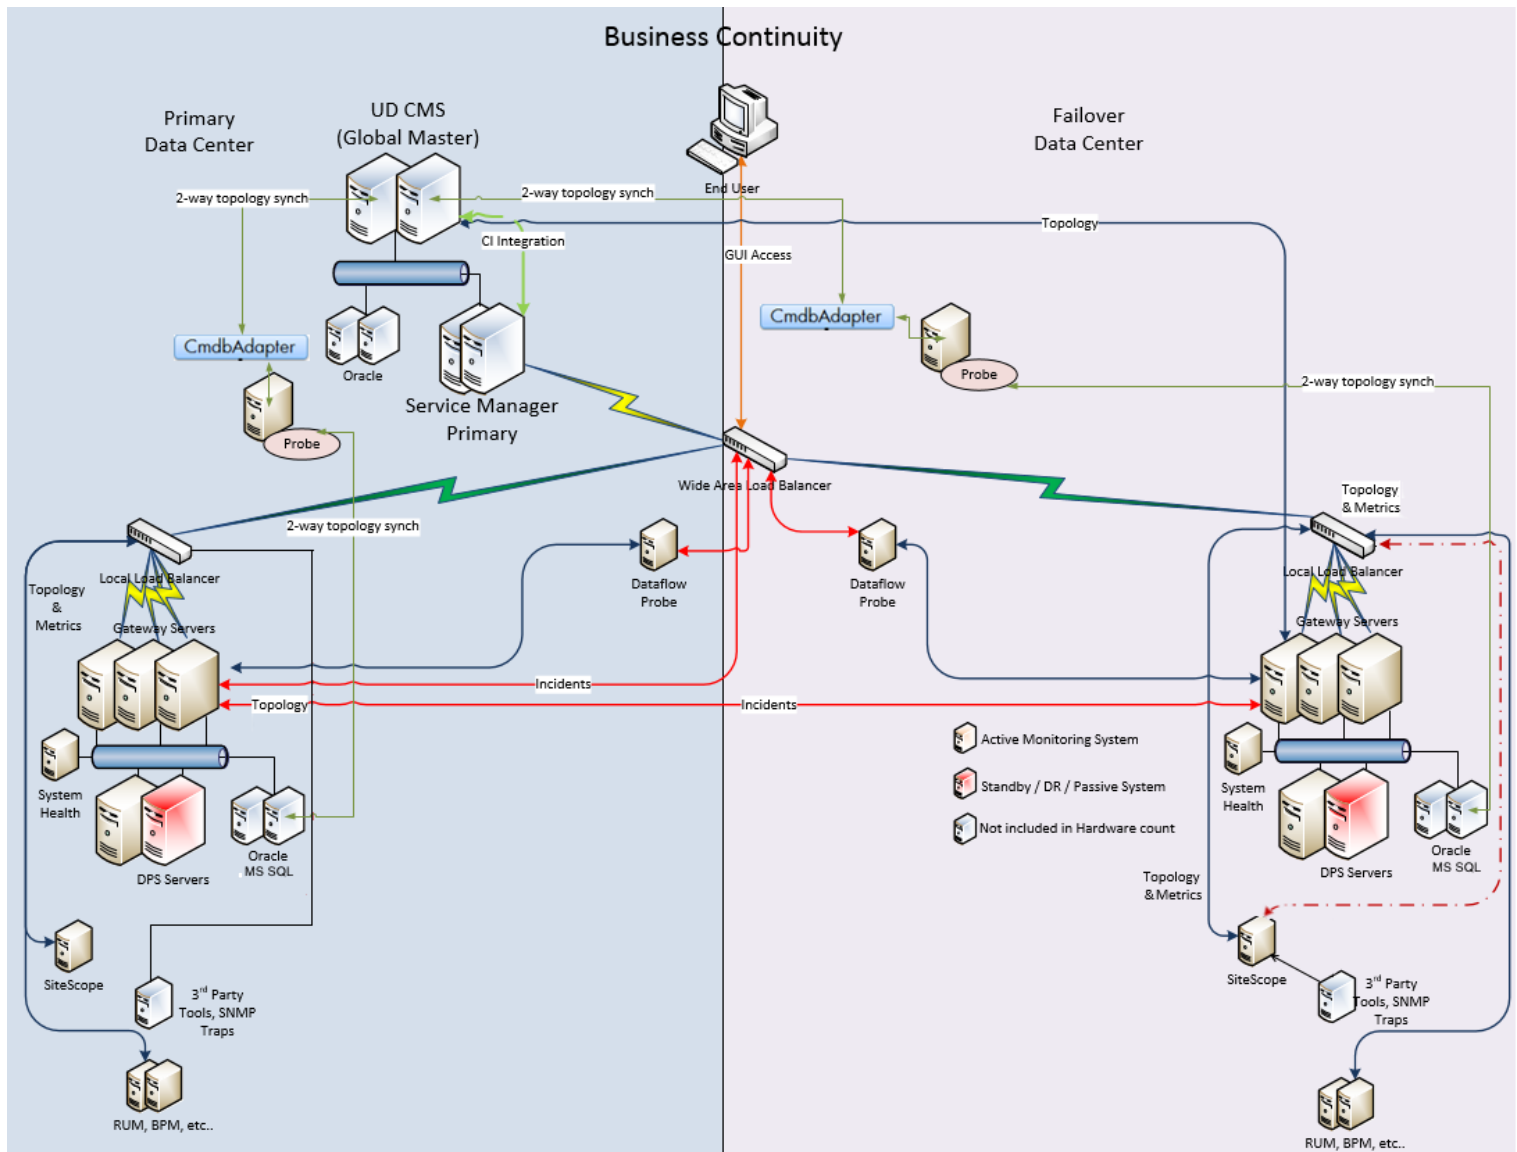 Business Continuity
Primary
Data Center
UD CMS
(Global Master)
Failover
Data Center
2-way topology synch
2-way topology synch
End User
Topology
CI Integration
GUI Access
CmdbAdapter
CmdbAdapter
Oracle
Probe
2-way topology synch
Service Manager
Primary
Probe
Wide Area Load Balancer
Topology
& Metrics
2-way topology synch
Local Load Balancer
Dataflow
Probe
Dataflow
Probe
Local Load Balancer
Topology
&
Metrics
Gateway Servers
Gateway Servers
Incidents
Topology
Incidents
Active Monitoring System
Standby / DR / Passive System
Not included in Hardware count
System
Health
System
Health
Oracle
MS SQL
DPS Servers
Oracle
MS SQL
DPS Servers
Topology
& Metrics
SiteScope
3rd Party
Tools, SNMP
Traps
SiteScope
3rd Party
Tools, SNMP
Traps
RUM, BPM, etc..
RUM, BPM, etc..